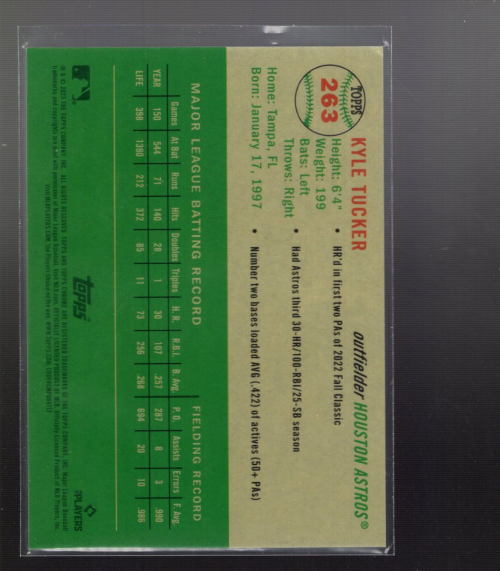 TOPPS
263
KYLE TUCKER
outfielder HOUSTON ASTROS®
Height: 6'4"
Weight: 199
Bats: Left
Throws: Right
Home: Tampa, FL
Born: January 17, 1997
• HR'd in first two PAs of 2022 Fall Classic
• Had Astros third 30-HR/100-RBI/25-SB season
• Number two bases loaded AVG (.422) of actives (50+ PAs)
MAJOR LEAGUE BATTING RECORD FIELDING RECORD
YEAR Games At Bat Runs Hits Doubles Triples H. R. R.B.I. B. Avg. P. O. Assists Errors F. Avg.
YEAR 150 544 71 140 28 1 30 107 .257 287 8 3 .990
LIFE 398 1380 212 372 85 11 73 256 .268 694 20 10 .986
topps
PLAYERS